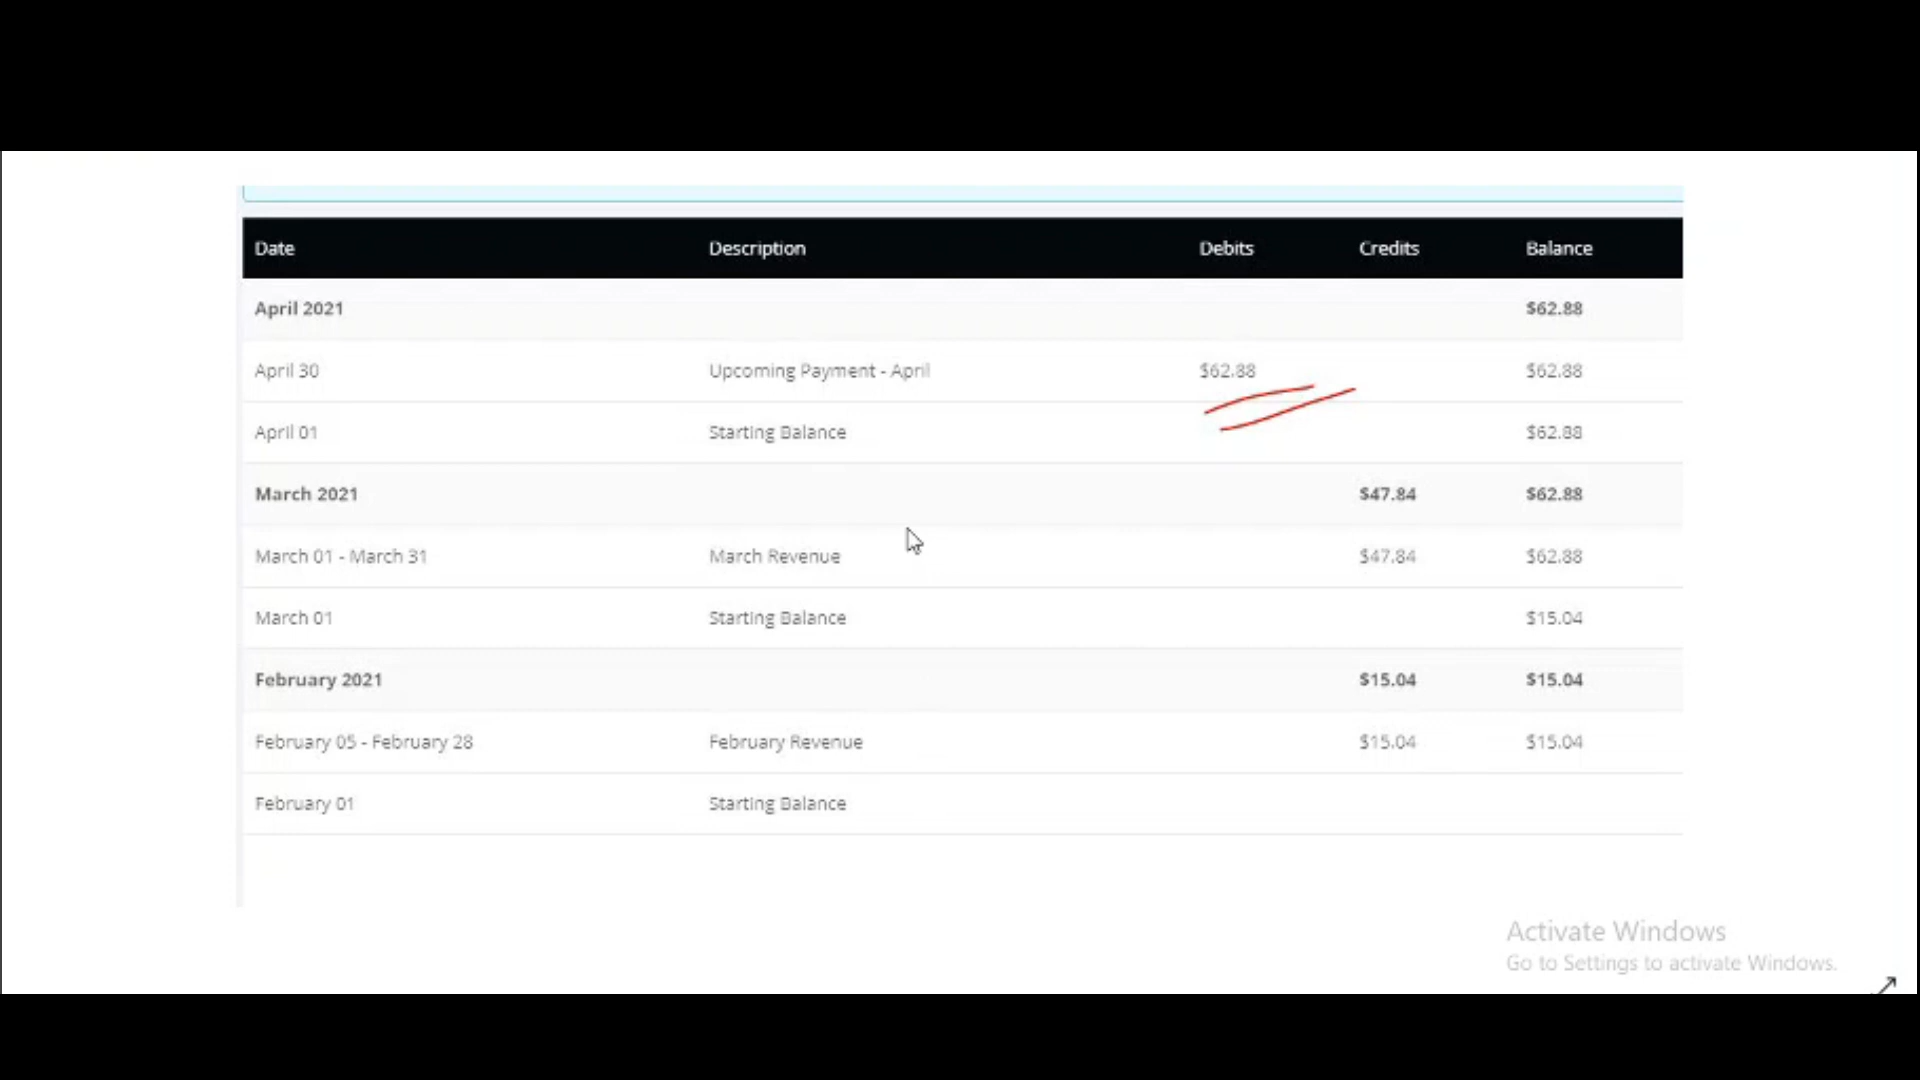 Date Description Debits Credits Balance
April 2021 $62.88
April 30 Upcoming Payment - April $62.88 $62.88
April 01 Starting Balance $62.88
March 2021 $47.84 $62.88
March 01 - March 31 March Revenue $47.84 $62.88
March 01 Starting Balance $15.04
February 2021 $15.04 $15.04
February 05 - February 28 February Revenue $15.04 $15.04
February 01 Starting Balance
Activate Windows
Go to Settings to activate Windows.